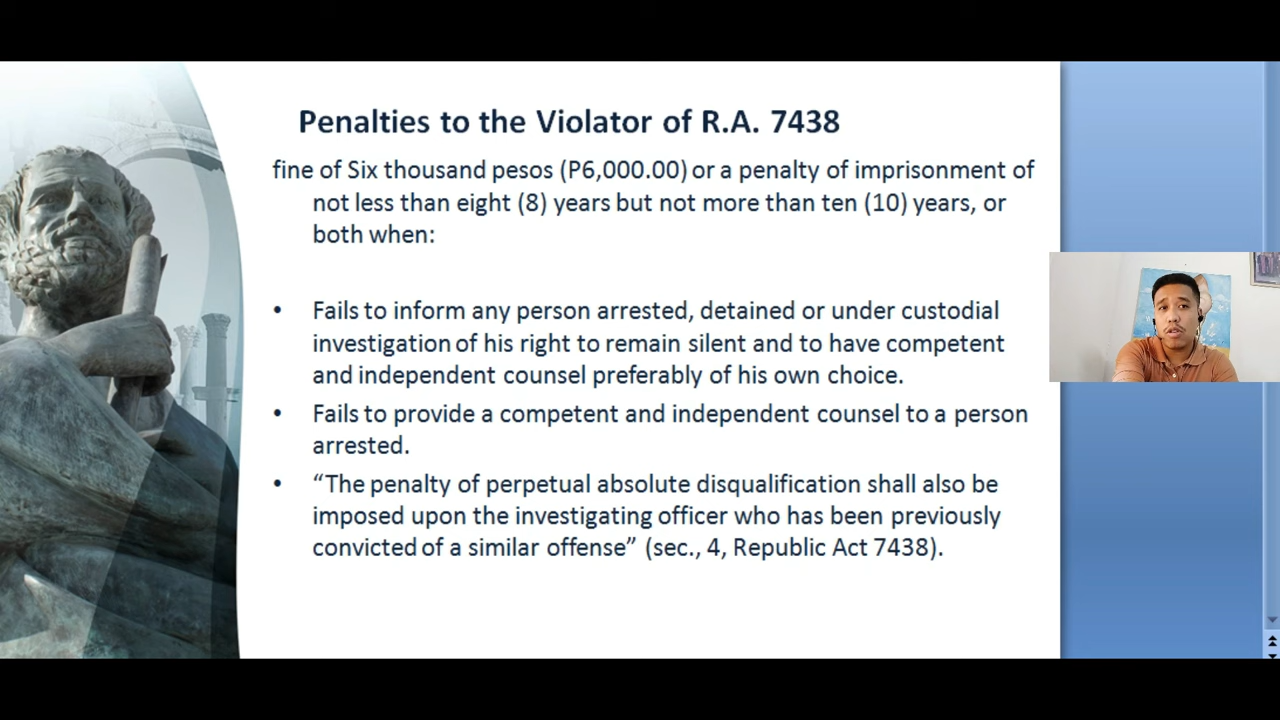 Penalties to the Violator of R.A. 7438
fine of Six thousand pesos (P6,000.00) or a penalty of imprisonment of
not less than eight (8) years but not more than ten (10) years, or
both when:
• Fails to inform any person arrested, detained or under custodial
investigation of his right to remain silent and to have competent
and independent counsel preferably of his own choice.
• Fails to provide a competent and independent counsel to a person
arrested.
• “The penalty of perpetual absolute disqualification shall also be
imposed upon the investigating officer who has been previously
convicted of a similar offense” (sec., 4, Republic Act 7438).